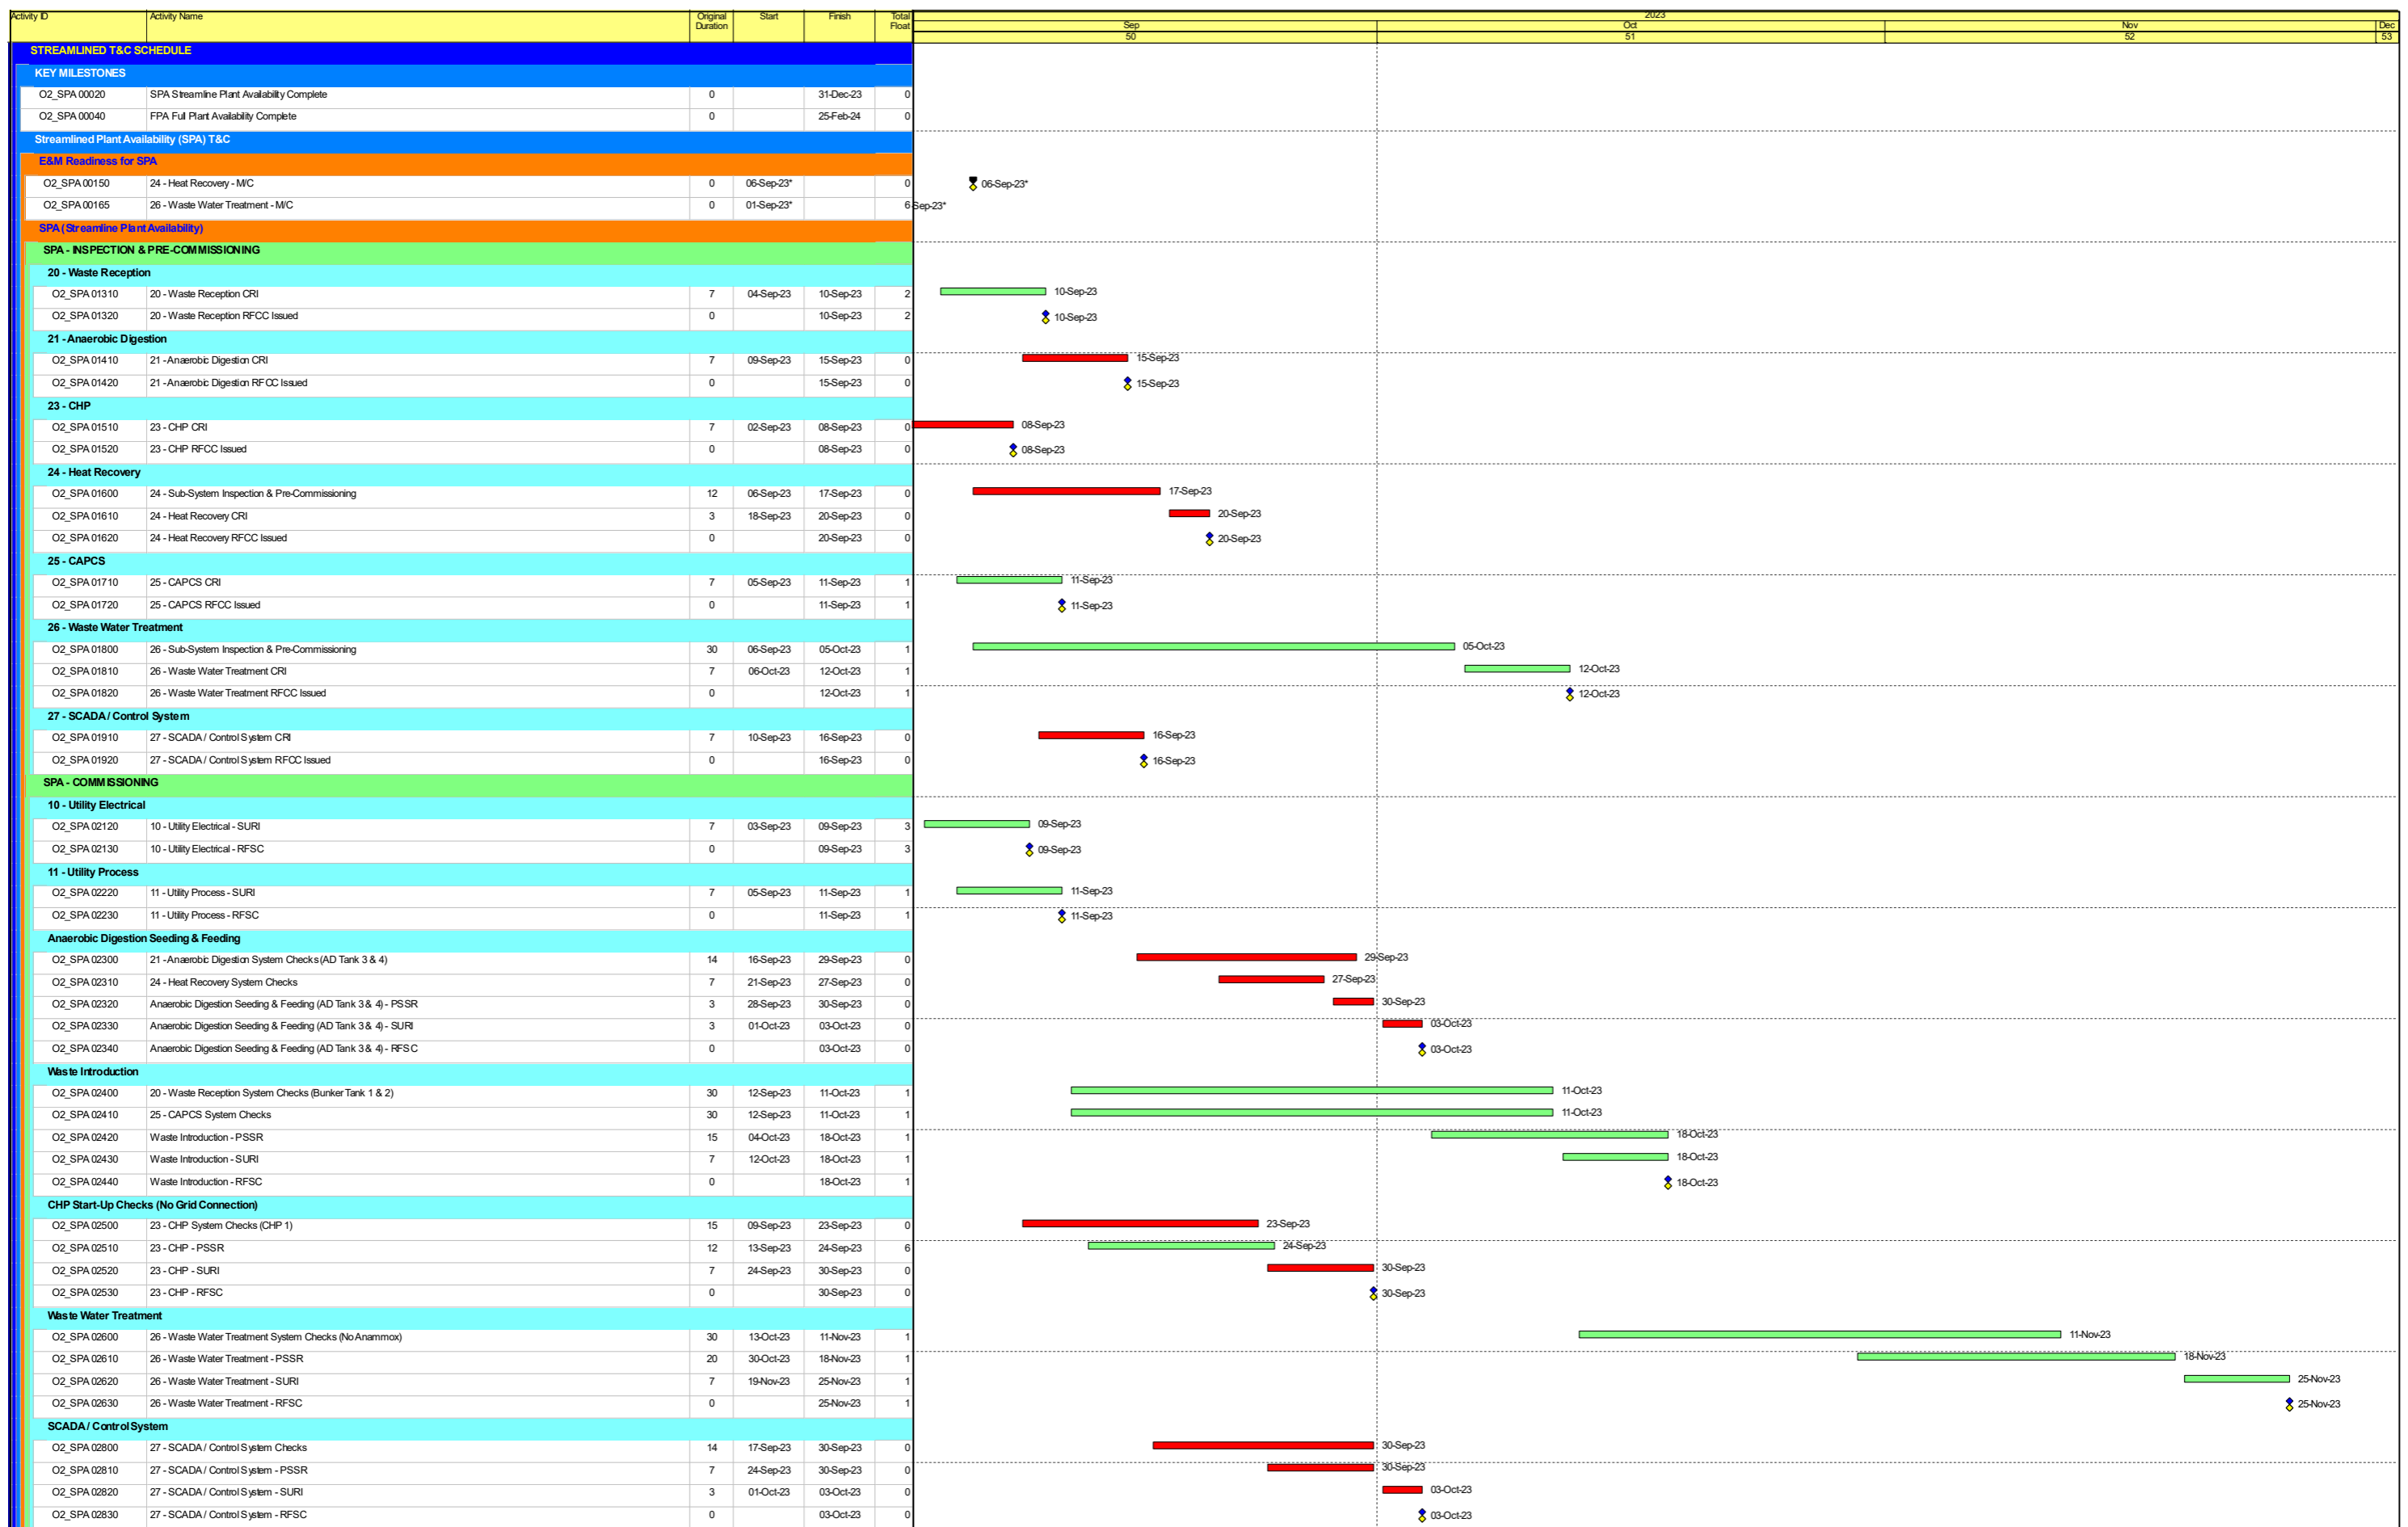 Activity ID Activity Name Original Duration Start Finish Total Float 2023
Sep Oct Nov Dec
50 51 52 53
STREAMLINED T&C SCHEDULE
KEY MILESTONES
O2_SPA 00020 SPA Streamline Plant Availability Complete 0 31-Dec-23 0
O2_SPA 00040 FPA Full Plant Availability Complete 0 25-Feb-24 0
Streamlined Plant Availability (SPA) T&C
E&M Readiness for SPA
O2_SPA 00150 24 - Heat Recovery - M/C 0 06-Sep-23* 0 06-Sep-23*
O2_SPA 00165 26 - Waste Water Treatment - M/C 0 01-Sep-23* 6 Sep-23*
SPA (Streamline Plant Availability)
SPA - INSPECTION & PRE-COMMISSIONING
20 - Waste Reception
O2_SPA 01310 20 - Waste Reception CRI 7 04-Sep-23 10-Sep-23 2 10-Sep-23
O2_SPA 01320 20 - Waste Reception RFCC Issued 0 10-Sep-23 2 10-Sep-23
21 - Anaerobic Digestion
O2_SPA 01410 21 - Anaerobic Digestion CRI 7 09-Sep-23 15-Sep-23 0 15-Sep-23
O2_SPA 01420 21 - Anaerobic Digestion RFCC Issued 0 15-Sep-23 0 15-Sep-23
23 - CHP
O2_SPA 01510 23 - CHP CRI 7 02-Sep-23 08-Sep-23 0 08-Sep-23
O2_SPA 01520 23 - CHP RFCC Issued 0 08-Sep-23 0 08-Sep-23
24 - Heat Recovery
O2_SPA 01600 24 - Sub-System Inspection & Pre-Commissioning 12 06-Sep-23 17-Sep-23 0 17-Sep-23
O2_SPA 01610 24 - Heat Recovery CRI 3 18-Sep-23 20-Sep-23 0 20-Sep-23
O2_SPA 01620 24 - Heat Recovery RFCC Issued 0 20-Sep-23 0 20-Sep-23
25 - CAPCS
O2_SPA 01710 25 - CAPCS CRI 7 05-Sep-23 11-Sep-23 1 11-Sep-23
O2_SPA 01720 25 - CAPCS RFCC Issued 0 11-Sep-23 1 11-Sep-23
26 - Waste Water Treatment
O2_SPA 01800 26 - Sub-System Inspection & Pre-Commissioning 30 06-Sep-23 05-Oct-23 1 05-Oct-23
O2_SPA 01810 26 - Waste Water Treatment CRI 7 06-Oct-23 12-Oct-23 1 12-Oct-23
O2_SPA 01820 26 - Waste Water Treatment RFCC Issued 0 12-Oct-23 1 12-Oct-23
27 - SCADA / Control System
O2_SPA 01910 27 - SCADA / Control System CRI 7 10-Sep-23 16-Sep-23 0 16-Sep-23
O2_SPA 01920 27 - SCADA / Control System RFCC Issued 0 16-Sep-23 0 16-Sep-23
SPA - COMMISSIONING
10 - Utility Electrical
O2_SPA 02120 10 - Utility Electrical - SURI 7 03-Sep-23 09-Sep-23 3 09-Sep-23
O2_SPA 02130 10 - Utility Electrical - RFSC 0 09-Sep-23 3 09-Sep-23
11 - Utility Process
O2_SPA 02220 11 - Utility Process - SURI 7 05-Sep-23 11-Sep-23 1 11-Sep-23
O2_SPA 02230 11 - Utility Process - RFSC 0 11-Sep-23 1 11-Sep-23
Anaerobic Digestion Seeding & Feeding
O2_SPA 02300 21 - Anaerobic Digestion System Checks (AD Tank 3 & 4) 14 16-Sep-23 29-Sep-23 0 29-Sep-23
O2_SPA 02310 24 - Heat Recovery System Checks 7 21-Sep-23 27-Sep-23 0 27-Sep-23
O2_SPA 02320 Anaerobic Digestion Seeding & Feeding (AD Tank 3 & 4) - PSSR 3 28-Sep-23 30-Sep-23 0 30-Sep-23
O2_SPA 02330 Anaerobic Digestion Seeding & Feeding (AD Tank 3 & 4) - SURI 3 01-Oct-23 03-Oct-23 0 03-Oct-23
O2_SPA 02340 Anaerobic Digestion Seeding & Feeding (AD Tank 3 & 4) - RFSC 0 03-Oct-23 0 03-Oct-23
Waste Introduction
O2_SPA 02400 20 - Waste Reception System Checks (Bunker Tank 1 & 2) 30 12-Sep-23 11-Oct-23 1 11-Oct-23
O2_SPA 02410 25 - CAPCS System Checks 30 12-Sep-23 11-Oct-23 1 11-Oct-23
O2_SPA 02420 Waste Introduction - PSSR 15 04-Oct-23 18-Oct-23 1 18-Oct-23
O2_SPA 02430 Waste Introduction - SURI 7 12-Oct-23 18-Oct-23 1 18-Oct-23
O2_SPA 02440 Waste Introduction - RFSC 0 18-Oct-23 1 18-Oct-23
CHP Start-Up Checks (No Grid Connection)
O2_SPA 02500 23 - CHP System Checks (CHP 1) 15 09-Sep-23 23-Sep-23 0 23-Sep-23
O2_SPA 02510 23 - CHP - PSSR 12 13-Sep-23 24-Sep-23 6 24-Sep-23
O2_SPA 02520 23 - CHP - SURI 7 24-Sep-23 30-Sep-23 0 30-Sep-23
O2_SPA 02530 23 - CHP - RFSC 0 30-Sep-23 0 30-Sep-23
Waste Water Treatment
O2_SPA 02600 26 - Waste Water Treatment System Checks (No Anammox) 30 13-Oct-23 11-Nov-23 1 11-Nov-23
O2_SPA 02610 26 - Waste Water Treatment - PSSR 20 30-Oct-23 18-Nov-23 1 18-Nov-23
O2_SPA 02620 26 - Waste Water Treatment - SURI 7 19-Nov-23 25-Nov-23 1 25-Nov-23
O2_SPA 02630 26 - Waste Water Treatment - RFSC 0 25-Nov-23 1 25-Nov-23
SCADA / Control System
O2_SPA 02800 27 - SCADA / Control System Checks 14 17-Sep-23 30-Sep-23 0 30-Sep-23
O2_SPA 02810 27 - SCADA / Control System - PSSR 7 24-Sep-23 30-Sep-23 0 30-Sep-23
O2_SPA 02820 27 - SCADA / Control System - SURI 3 01-Oct-23 03-Oct-23 0 03-Oct-23
O2_SPA 02830 27 - SCADA / Control System - RFSC 0 03-Oct-23 0 03-Oct-23